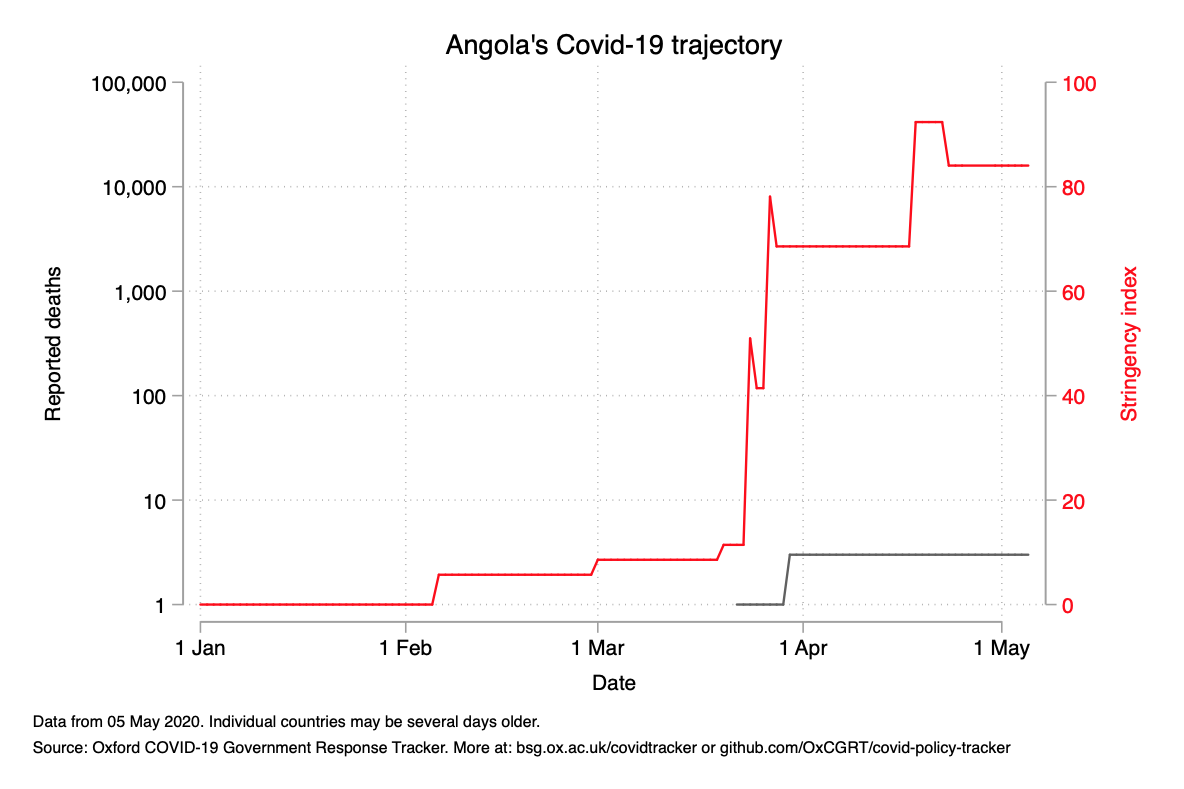 Angola's Covid-19 trajectory
100,000
10,000
1,000
100
10
1
Reported deaths
100
80
60
40
20
0
Stringency index
1 Jan
1 Feb
1 Mar
1 Apr
1 May
Date
Data from 05 May 2020. Individual countries may be several days older.
Source: Oxford COVID-19 Government Response Tracker. More at: bsg.ox.ac.uk/covidtracker or github.com/OxCGRT/covid-policy-tracker